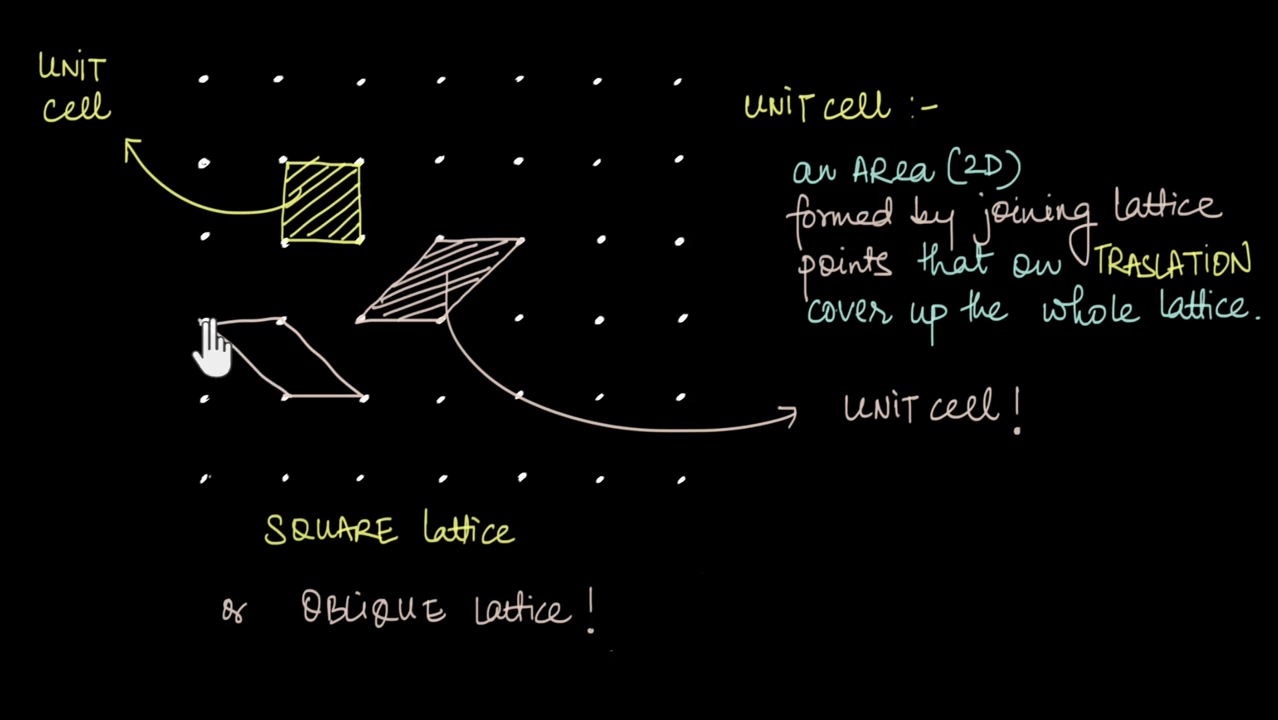 UNIT
cell
UNIT cell :-
an AREA (2D)
formed by joining lattice
points that on TRASLATION
cover up the whole lattice.
UNIT cell!
SQUARE lattice
or OBLIQUE lattice!